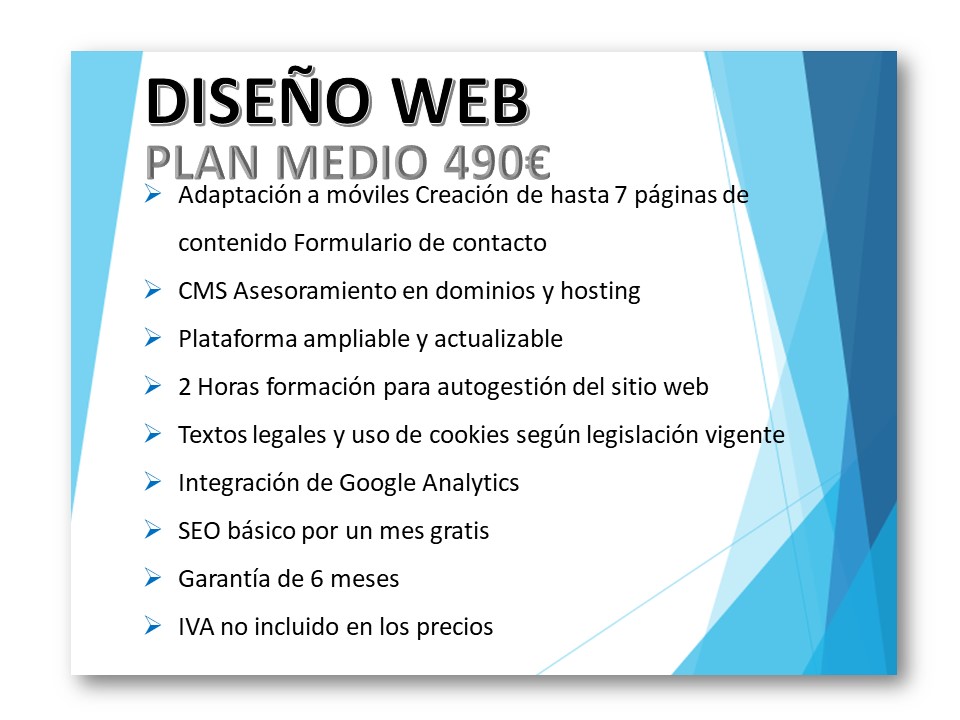 DISEÑO WEB
PLAN MEDIO 490€
Adaptación a móviles Creación de hasta 7 páginas de
contenido Formulario de contacto
CMS Asesoramiento en dominios y hosting
Plataforma ampliable y actualizable
2 Horas formación para autogestión del sitio web
Textos legales y uso de cookies según legislación vigente
Integración de Google Analytics
SEO básico por un mes gratis
Garantía de 6 meses
IVA no incluido en los precios